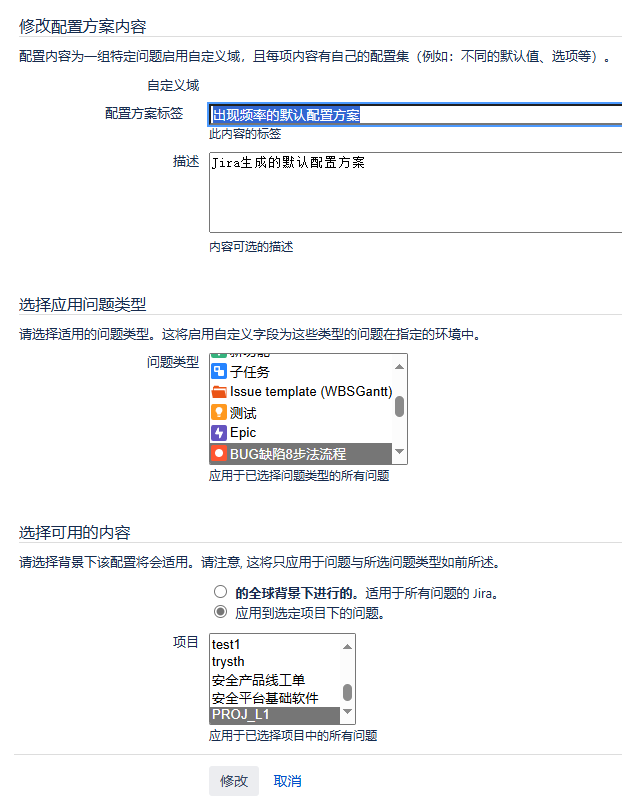 修改配置方案内容
配置内容为一组特定问题启用自定义域，且每项内容有自己的配置集（例如：不同的默认值、选项等）。
自定义域
配置方案标签
出现频率的默认配置方案
此内容的标签
描述
Jira生成的默认配置方案
内容可选的描述
选择应用问题类型
请选择适用的问题类型。这将启用自定义字段为这些类型的问题在指定的环境中。
问题类型
新功能
子任务
Issue template (WBSGantt)
测试
Epic
BUG缺陷8步法流程
应用于已选择问题类型的所有问题
选择可用的内容
请选择背景下该配置将会适用。请注意, 这将只应用于问题与所选问题类型如前所述。
的全球背景下进行的。适用于所有问题的 Jira。
应用到选定项目下的问题。
项目
test1
trysth
安全产品线工单
安全平台基础软件
PROJ_L1
应用于已选择项目中的所有问题
修改 取消